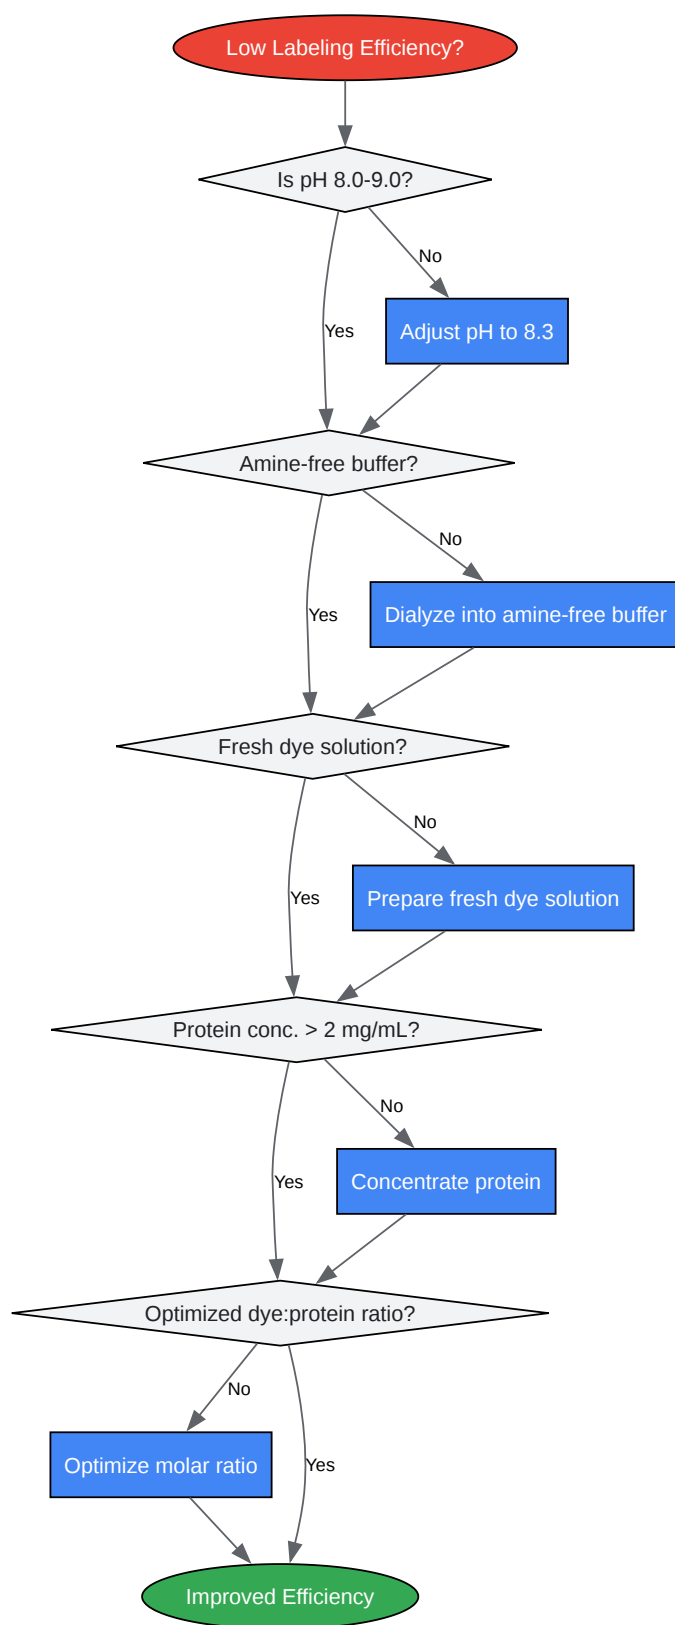 Low Labeling Efficiency?
Is pH 8.0-9.0?
No
Yes
Adjust pH to 8.3
Amine-free buffer?
No
Yes
Dialyze into amine-free buffer
Fresh dye solution?
No
Yes
Prepare fresh dye solution
Protein conc. > 2 mg/mL?
No
Yes
Concentrate protein
Optimized dye:protein ratio?
No
Optimize molar ratio
Yes
Improved Efficiency